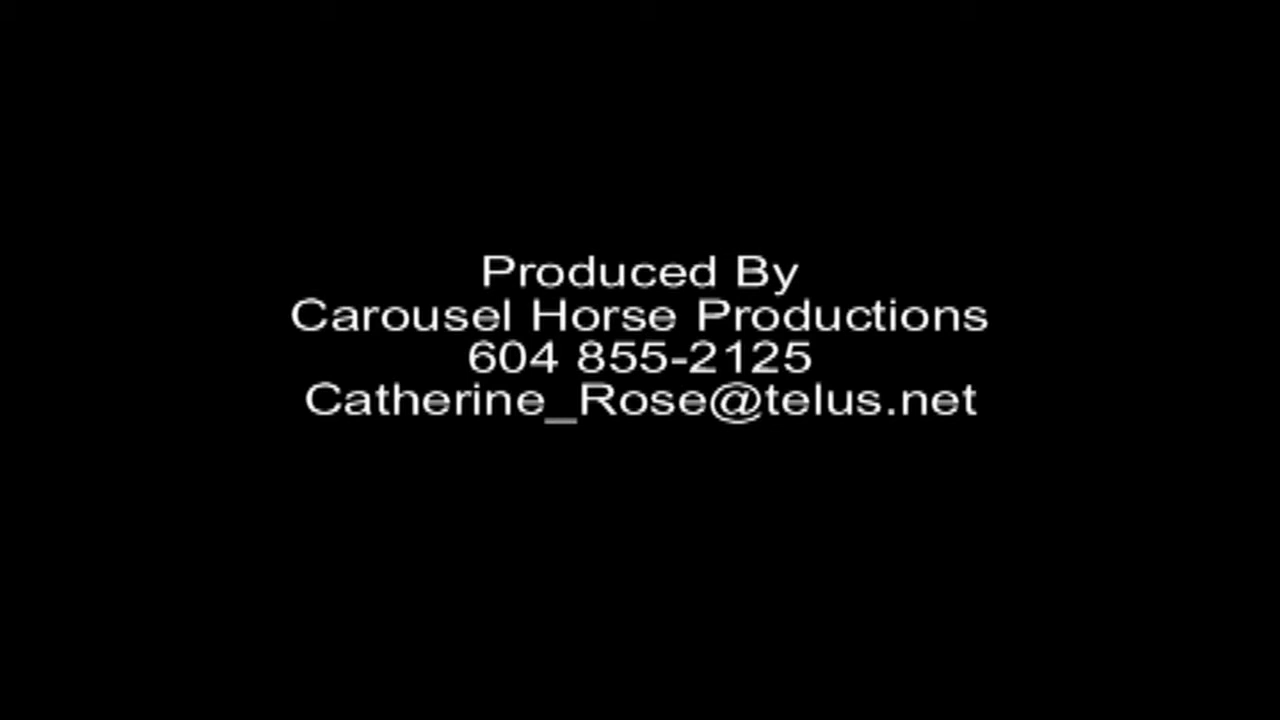 Produced By
Carousel Horse Productions
604 855-2125
Catherine_Rose@telus.net